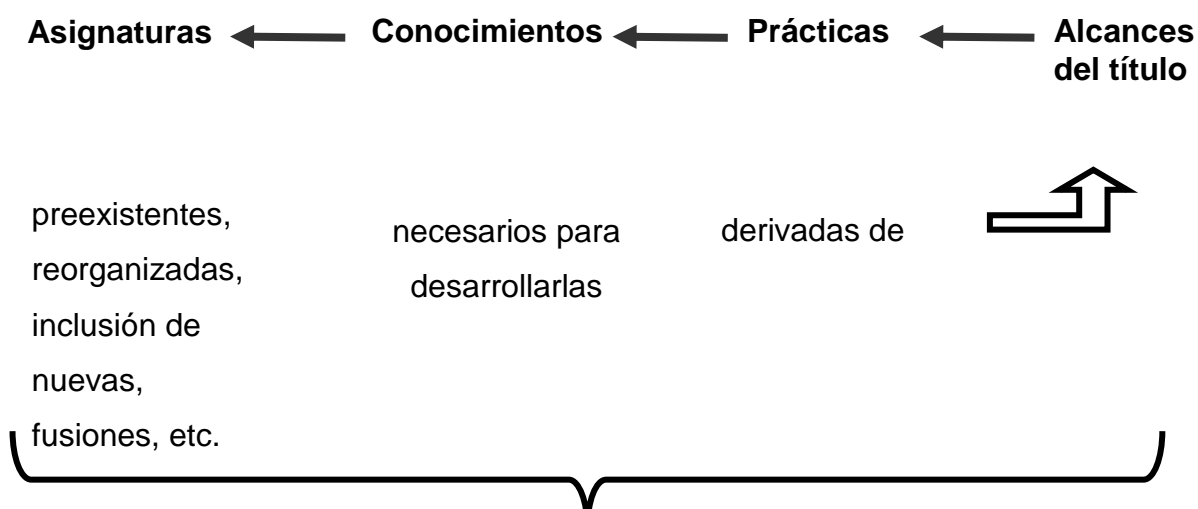 Asignaturas Conocimientos Prácticas Alcances
del título
preexistentes,
reorganizadas,
inclusión de
nuevas,
fusiones, etc.
necesarios para
desarrollarlas
derivadas de